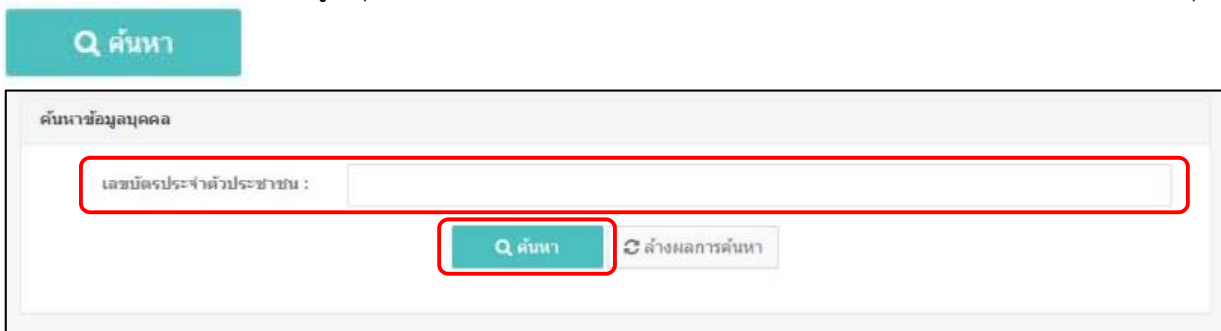 ค้นหา
ค้นหาข้อมูลบุคคล
เลขบัตรประจำตัวประชาชน :
ค้นหา ล้างผลการค้นหา